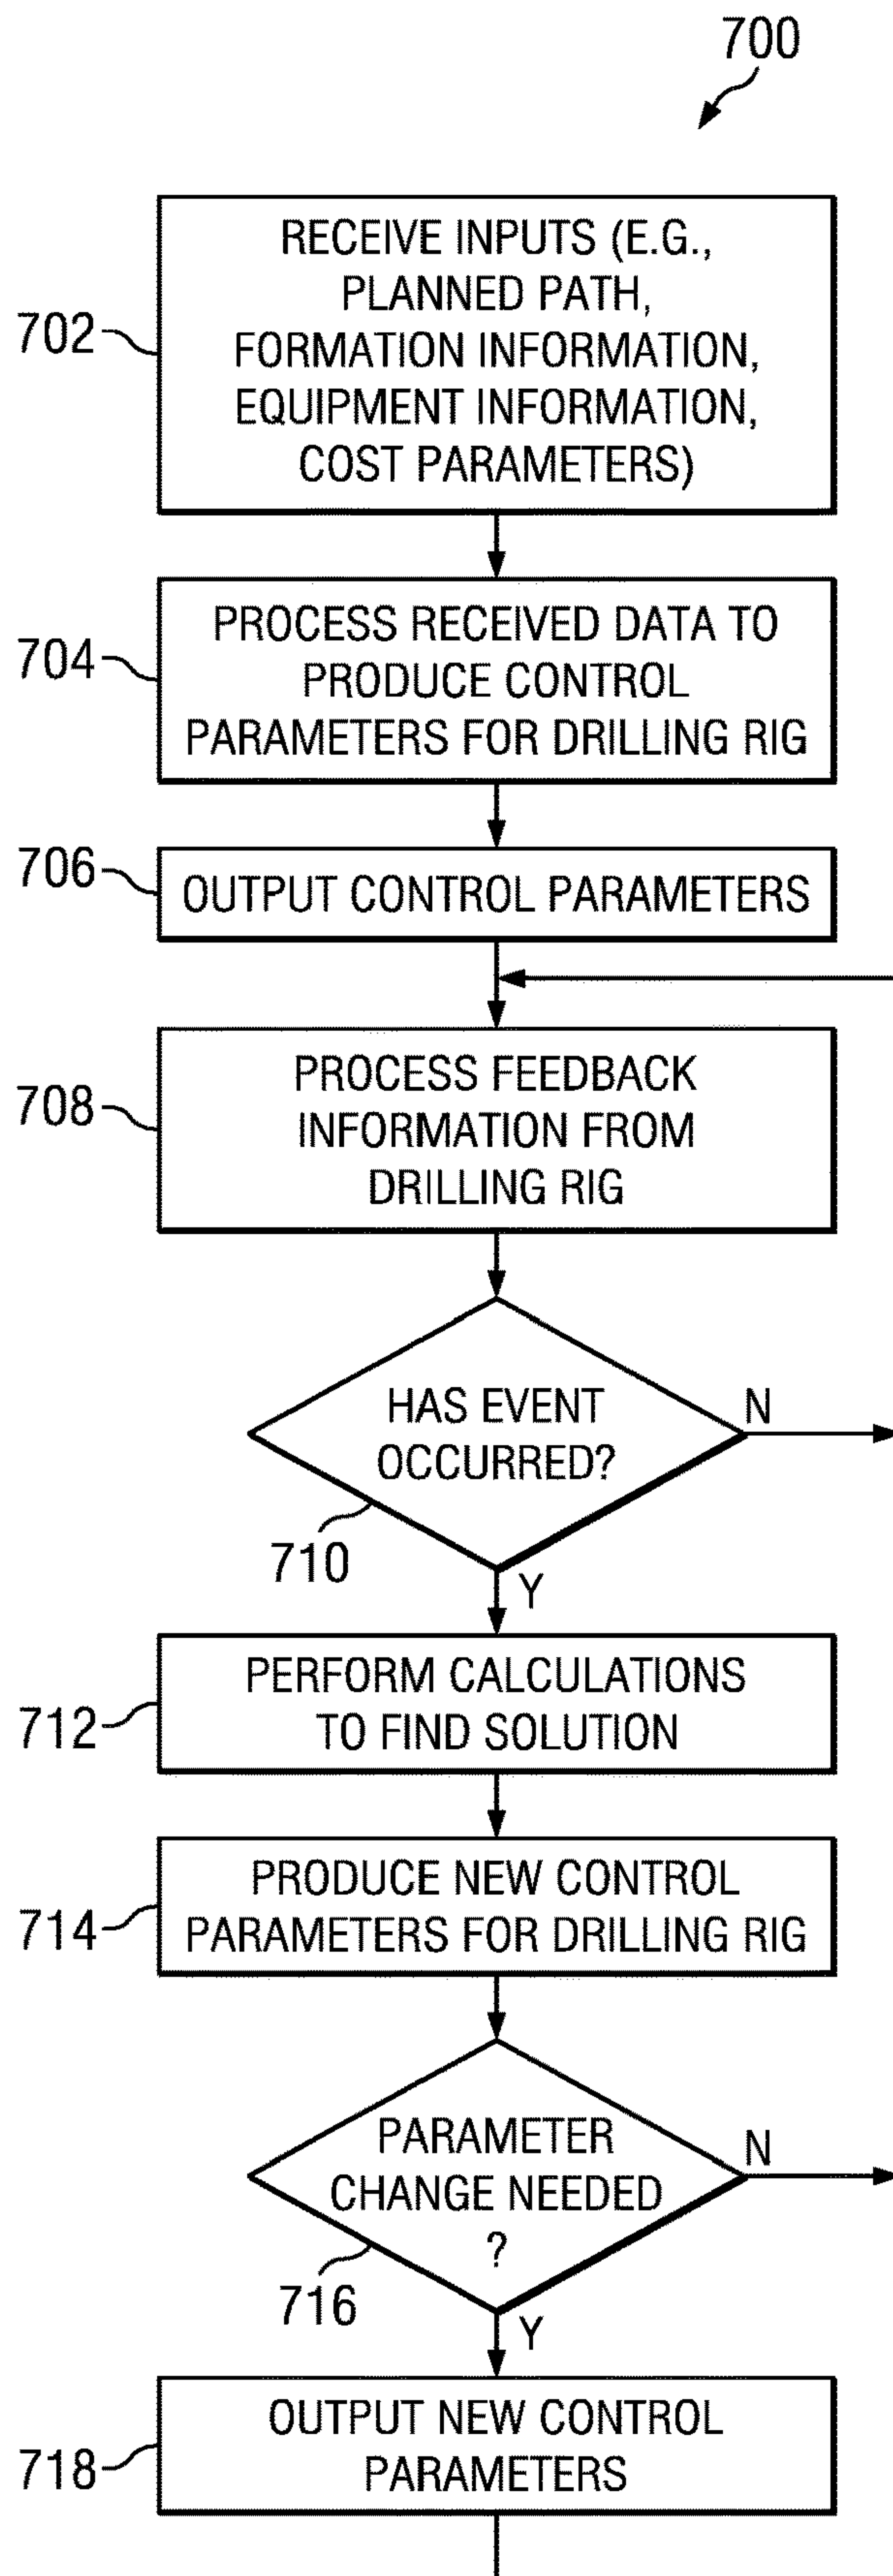 700
702
RECEIVE INPUTS (E.G.,
PLANNED PATH,
FORMATION INFORMATION,
EQUIPMENT INFORMATION,
COST PARAMETERS)
704
PROCESS RECEIVED DATA TO
PRODUCE CONTROL
PARAMETERS FOR DRILLING RIG
706
OUTPUT CONTROL PARAMETERS
708
PROCESS FEEDBACK
INFORMATION FROM
DRILLING RIG
HAS EVENT
OCCURRED?
N
710
Y
712
PERFORM CALCULATIONS
TO FIND SOLUTION
714
PRODUCE NEW CONTROL
PARAMETERS FOR DRILLING RIG
PARAMETER
CHANGE NEEDED
?
N
716
Y
718
OUTPUT NEW CONTROL
PARAMETERS